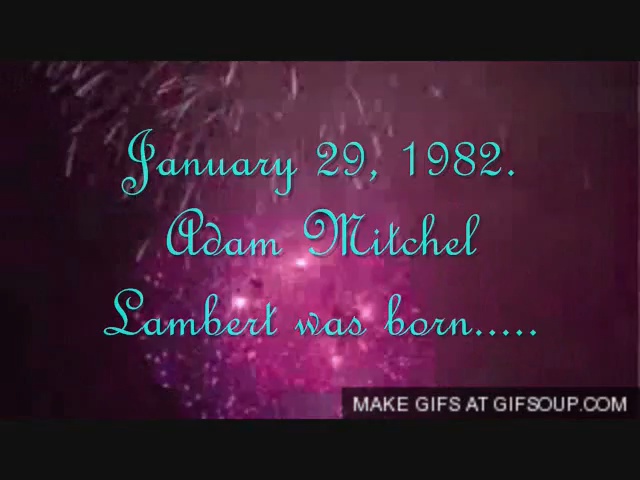 January 29, 1982.
Adam Mitchel
Lambert was born.....
MAKE GIFS AT GIFSOUP.COM